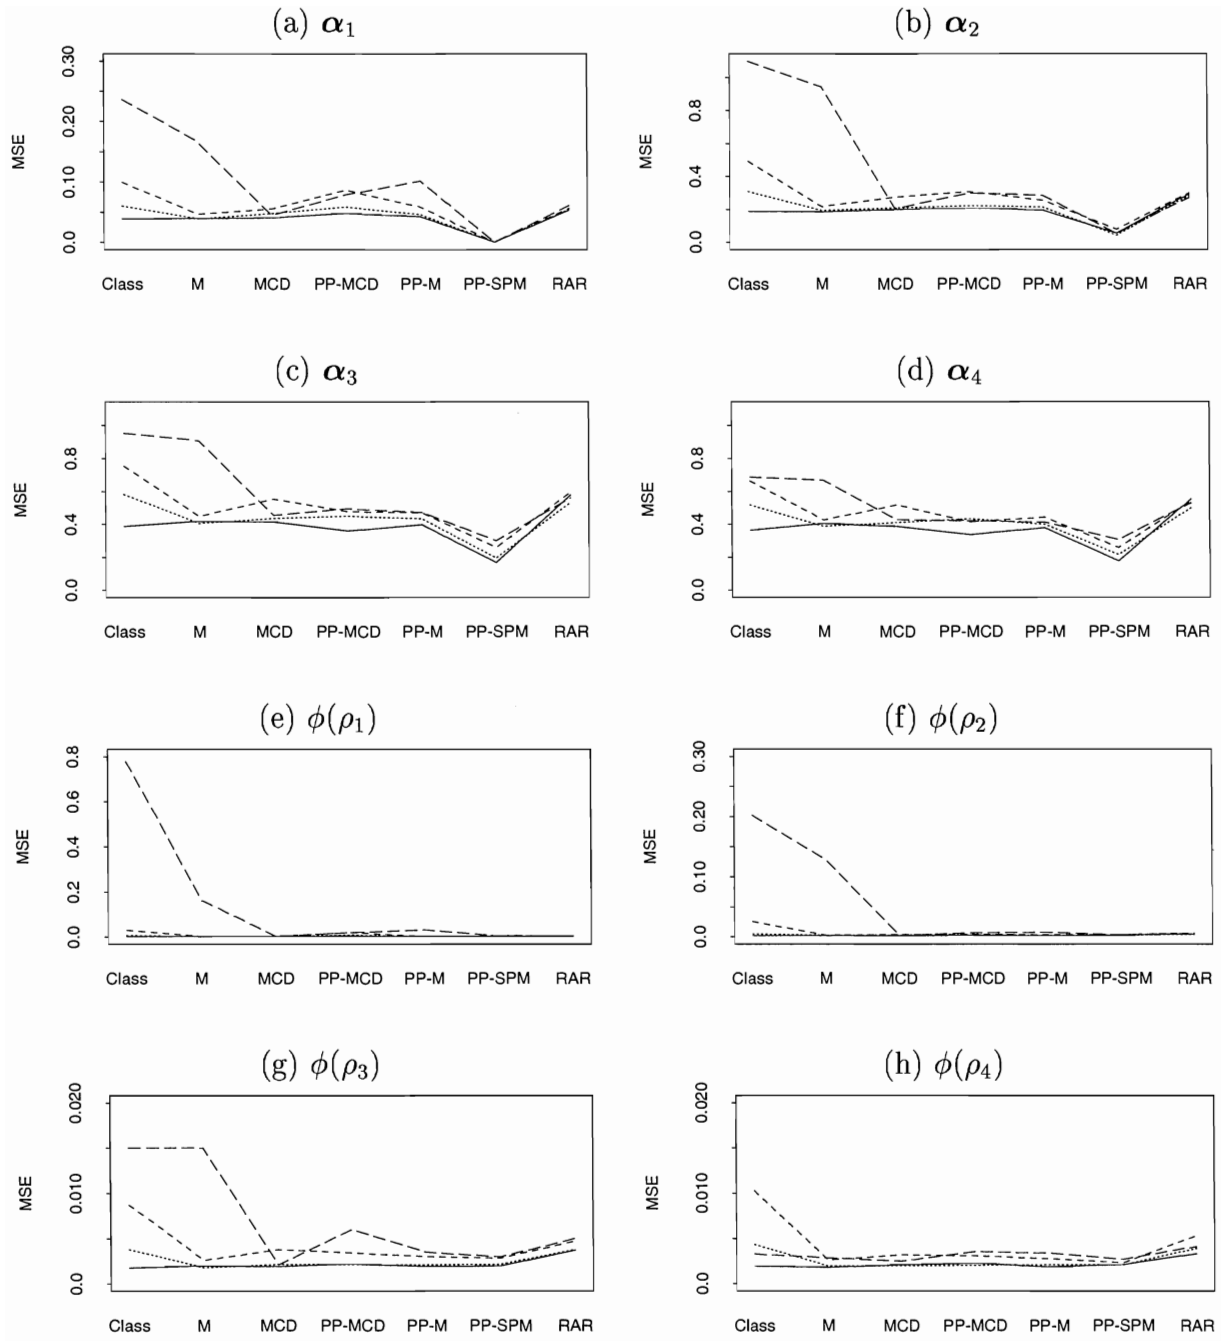 (a) α₁
MSE
0.30
0.20
0.10
0.0
Class M MCD PP-MCD PP-M PP-SPM RAR
(b) α₂
MSE
0.8
0.4
0.0
Class M MCD PP-MCD PP-M PP-SPM RAR
(c) α₃
MSE
0.8
0.4
0.0
Class M MCD PP-MCD PP-M PP-SPM RAR
(d) α₄
MSE
0.8
0.4
0.0
Class M MCD PP-MCD PP-M PP-SPM RAR
(e) ϕ(ρ₁)
MSE
0.8
0.6
0.4
0.2
0.0
Class M MCD PP-MCD PP-M PP-SPM RAR
(f) ϕ(ρ₂)
MSE
0.30
0.20
0.10
0.0
Class M MCD PP-MCD PP-M PP-SPM RAR
(g) ϕ(ρ₃)
MSE
0.020
0.010
0.0
Class M MCD PP-MCD PP-M PP-SPM RAR
(h) ϕ(ρ₄)
MSE
0.020
0.010
0.0
Class M MCD PP-MCD PP-M PP-SPM RAR